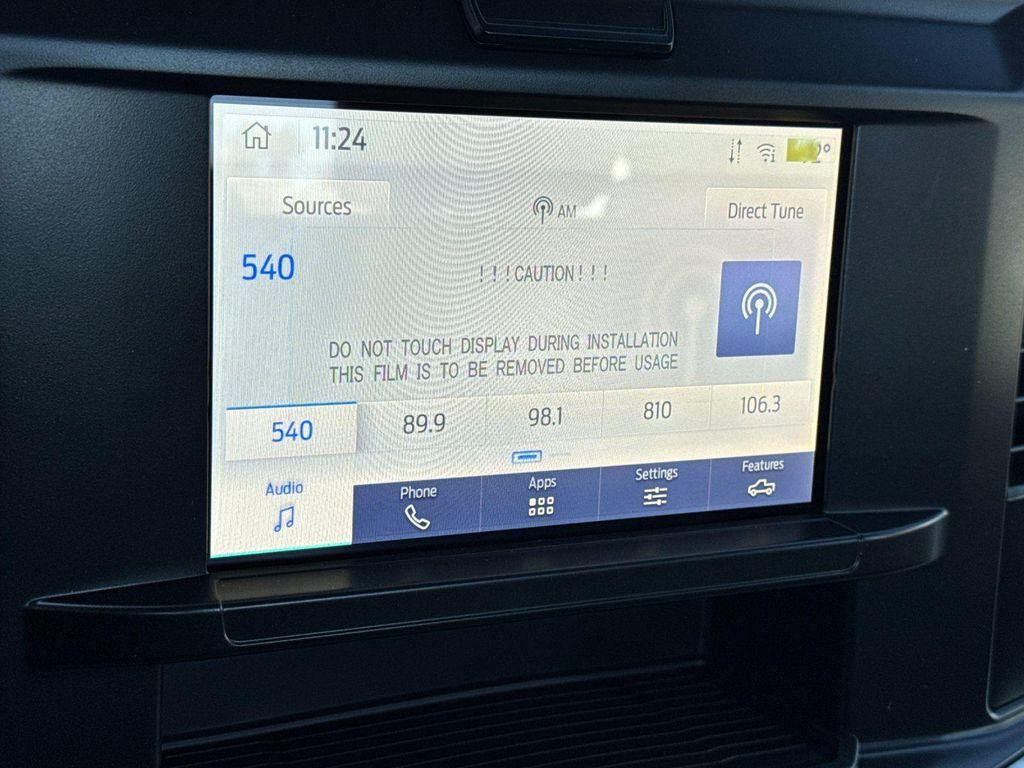 11:24
Sources
AM
Direct Tune
540
! ! ! CAUTION ! ! !
DO NOT TOUCH DISPLAY DURING INSTALLATION
THIS FILM IS TO BE REMOVED BEFORE USAGE
540 89.9 98.1 810 106.3
Audio Phone Apps Settings Features